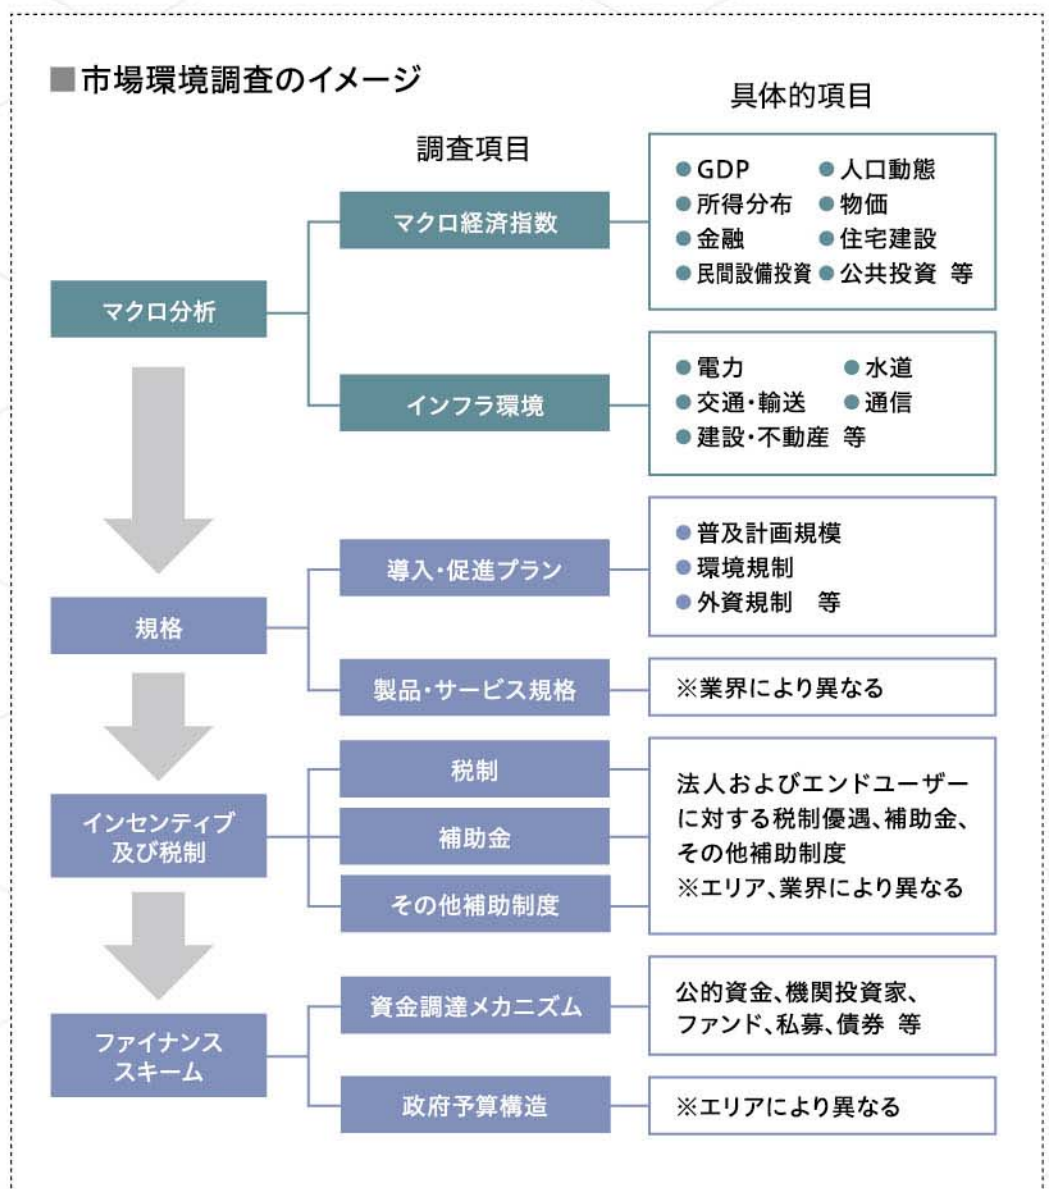 ■市場環境調査のイメージ
調査項目
具体的項目
マクロ分析
マクロ経済指数
●GDP ●人口動態
●所得分布 ●物価
●金融 ●住宅建設
●民間設備投資 ●公共投資 等
インフラ環境
●電力 ●水道
●交通・輸送 ●通信
●建設・不動産 等
規格
導入・促進プラン
●普及計画規模
●環境規制
●外資規制 等
製品・サービス規格
※業界により異なる
インセンティブ
及び税制
税制
補助金
その他補助制度
法人およびエンドユーザー
に対する税制優遇、補助金、
その他補助制度
※エリア、業界により異なる
ファイナンス
スキーム
資金調達メカニズム
公的資金、機関投資家、
ファンド、私募、債券 等
政府予算構造
※エリアにより異なる